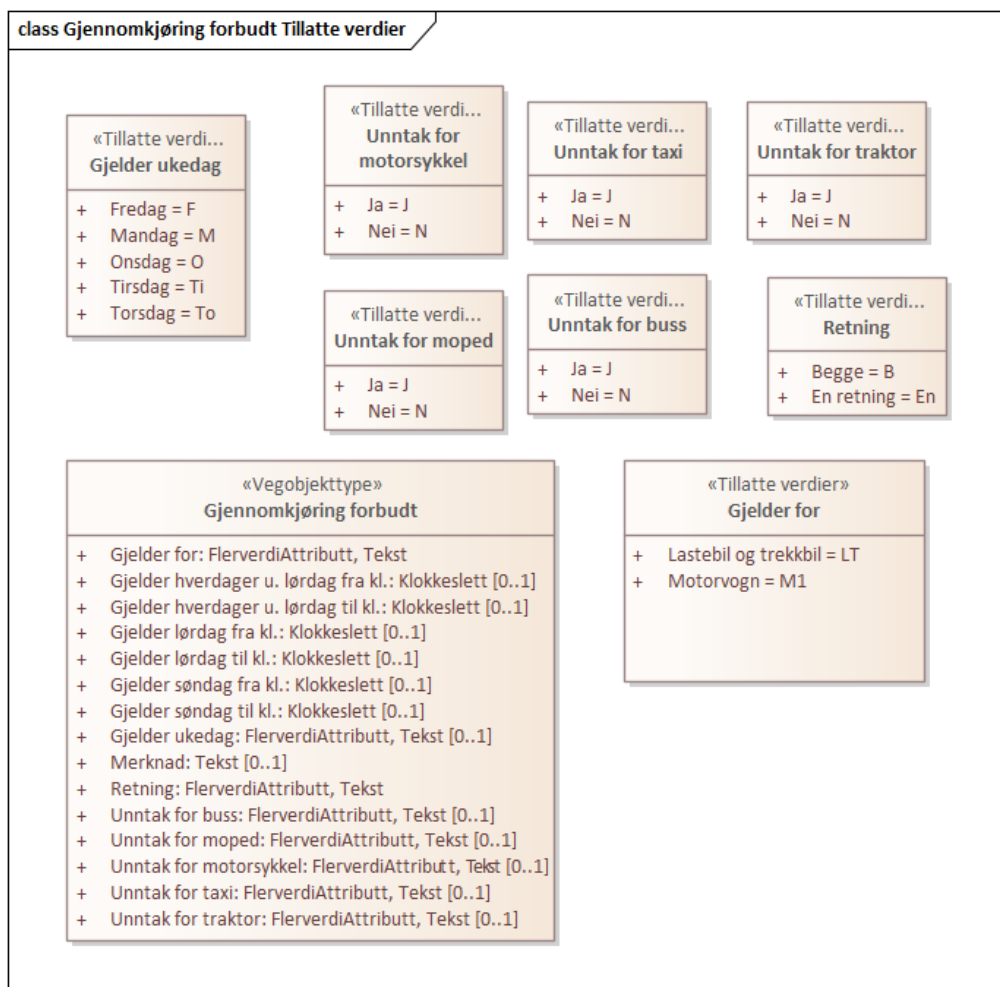 class Gjennomkjøring forbudt Tillatte verdier
«Tillatte verdi...
Gjelder ukedag
+ Fredag = F
+ Mandag = M
+ Onsdag = O
+ Tirsdag = Ti
+ Torsdag = To
«Tillatte verdi...
Unntak for
motorsykkel
+ Ja = J
+ Nei = N
«Tillatte verdi...
Unntak for taxi
+ Ja = J
+ Nei = N
«Tillatte verdi...
Unntak for traktor
+ Ja = J
+ Nei = N
«Tillatte verdi...
Unntak for moped
+ Ja = J
+ Nei = N
«Tillatte verdi...
Unntak for buss
+ Ja = J
+ Nei = N
«Tillatte verdi...
Retning
+ Begge = B
+ En retning = En
«Vegobjekttype»
Gjennomkjøring forbudt
+ Gjelder for: FlerverdiAttributt, Tekst
+ Gjelder hverdager u. lørdag fra kl.: Klokkeslett [0..1]
+ Gjelder hverdager u. lørdag til kl.: Klokkeslett [0..1]
+ Gjelder lørdag fra kl.: Klokkeslett [0..1]
+ Gjelder lørdag til kl.: Klokkeslett [0..1]
+ Gjelder søndag fra kl.: Klokkeslett [0..1]
+ Gjelder søndag til kl.: Klokkeslett [0..1]
+ Gjelder ukedag: FlerverdiAttributt, Tekst [0..1]
+ Merknad: Tekst [0..1]
+ Retning: FlerverdiAttributt, Tekst
+ Unntak for buss: FlerverdiAttributt, Tekst [0..1]
+ Unntak for moped: FlerverdiAttributt, Tekst [0..1]
+ Unntak for motorsykkel: FlerverdiAttributt, Tekst [0..1]
+ Unntak for taxi: FlerverdiAttributt, Tekst [0..1]
+ Unntak for traktor: FlerverdiAttributt, Tekst [0..1]
«Tillatte verdier»
Gjelder for
+ Lastebil og trekkbil = LT
+ Motorvogn = M1